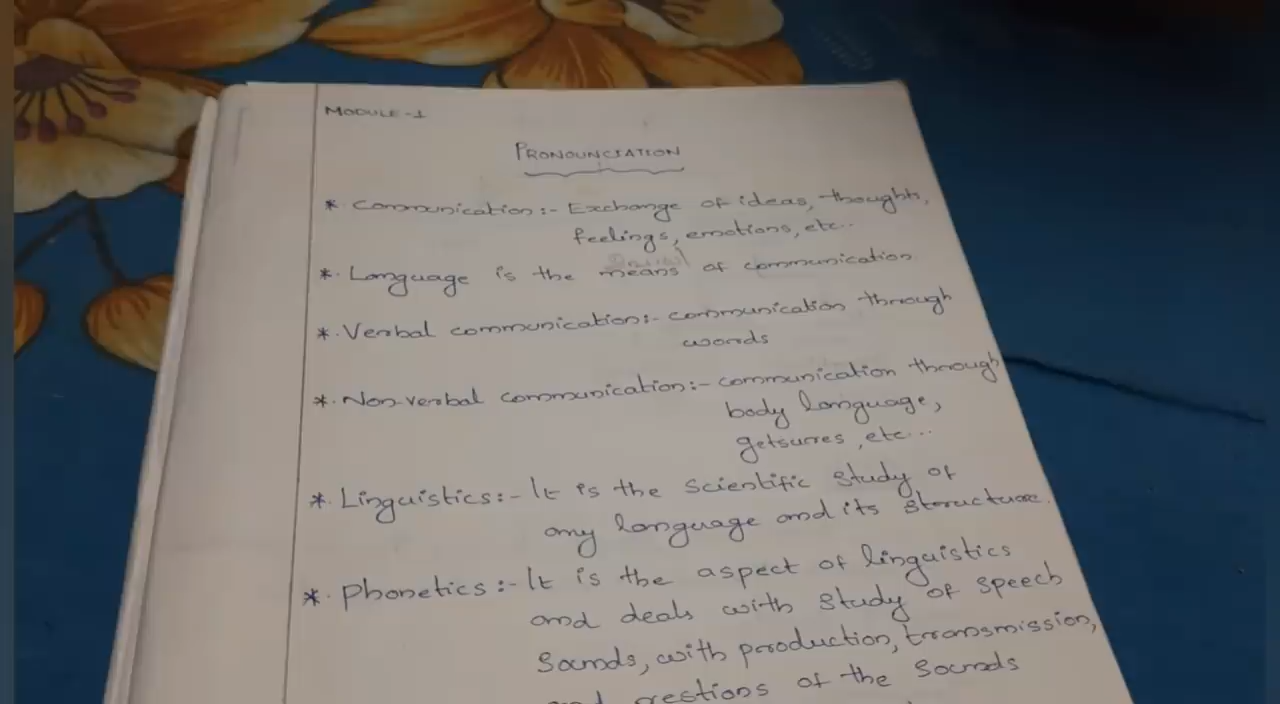 MODULE-1
PRONOUNCIATION
* Communication:- Exchange of ideas, thoughts,
feelings, emotions, etc..
* Language is the means of communication.
* Verbal communication:- communication through
words
* Non-verbal communication:- communication through
body language,
getsures, etc...
* Linguistics:- It is the scientific study of
any language and its structure.
* Phonetics:- It is the aspect of linguistics
and deals with study of speech
Sounds, with production, transmission,
and of the sounds